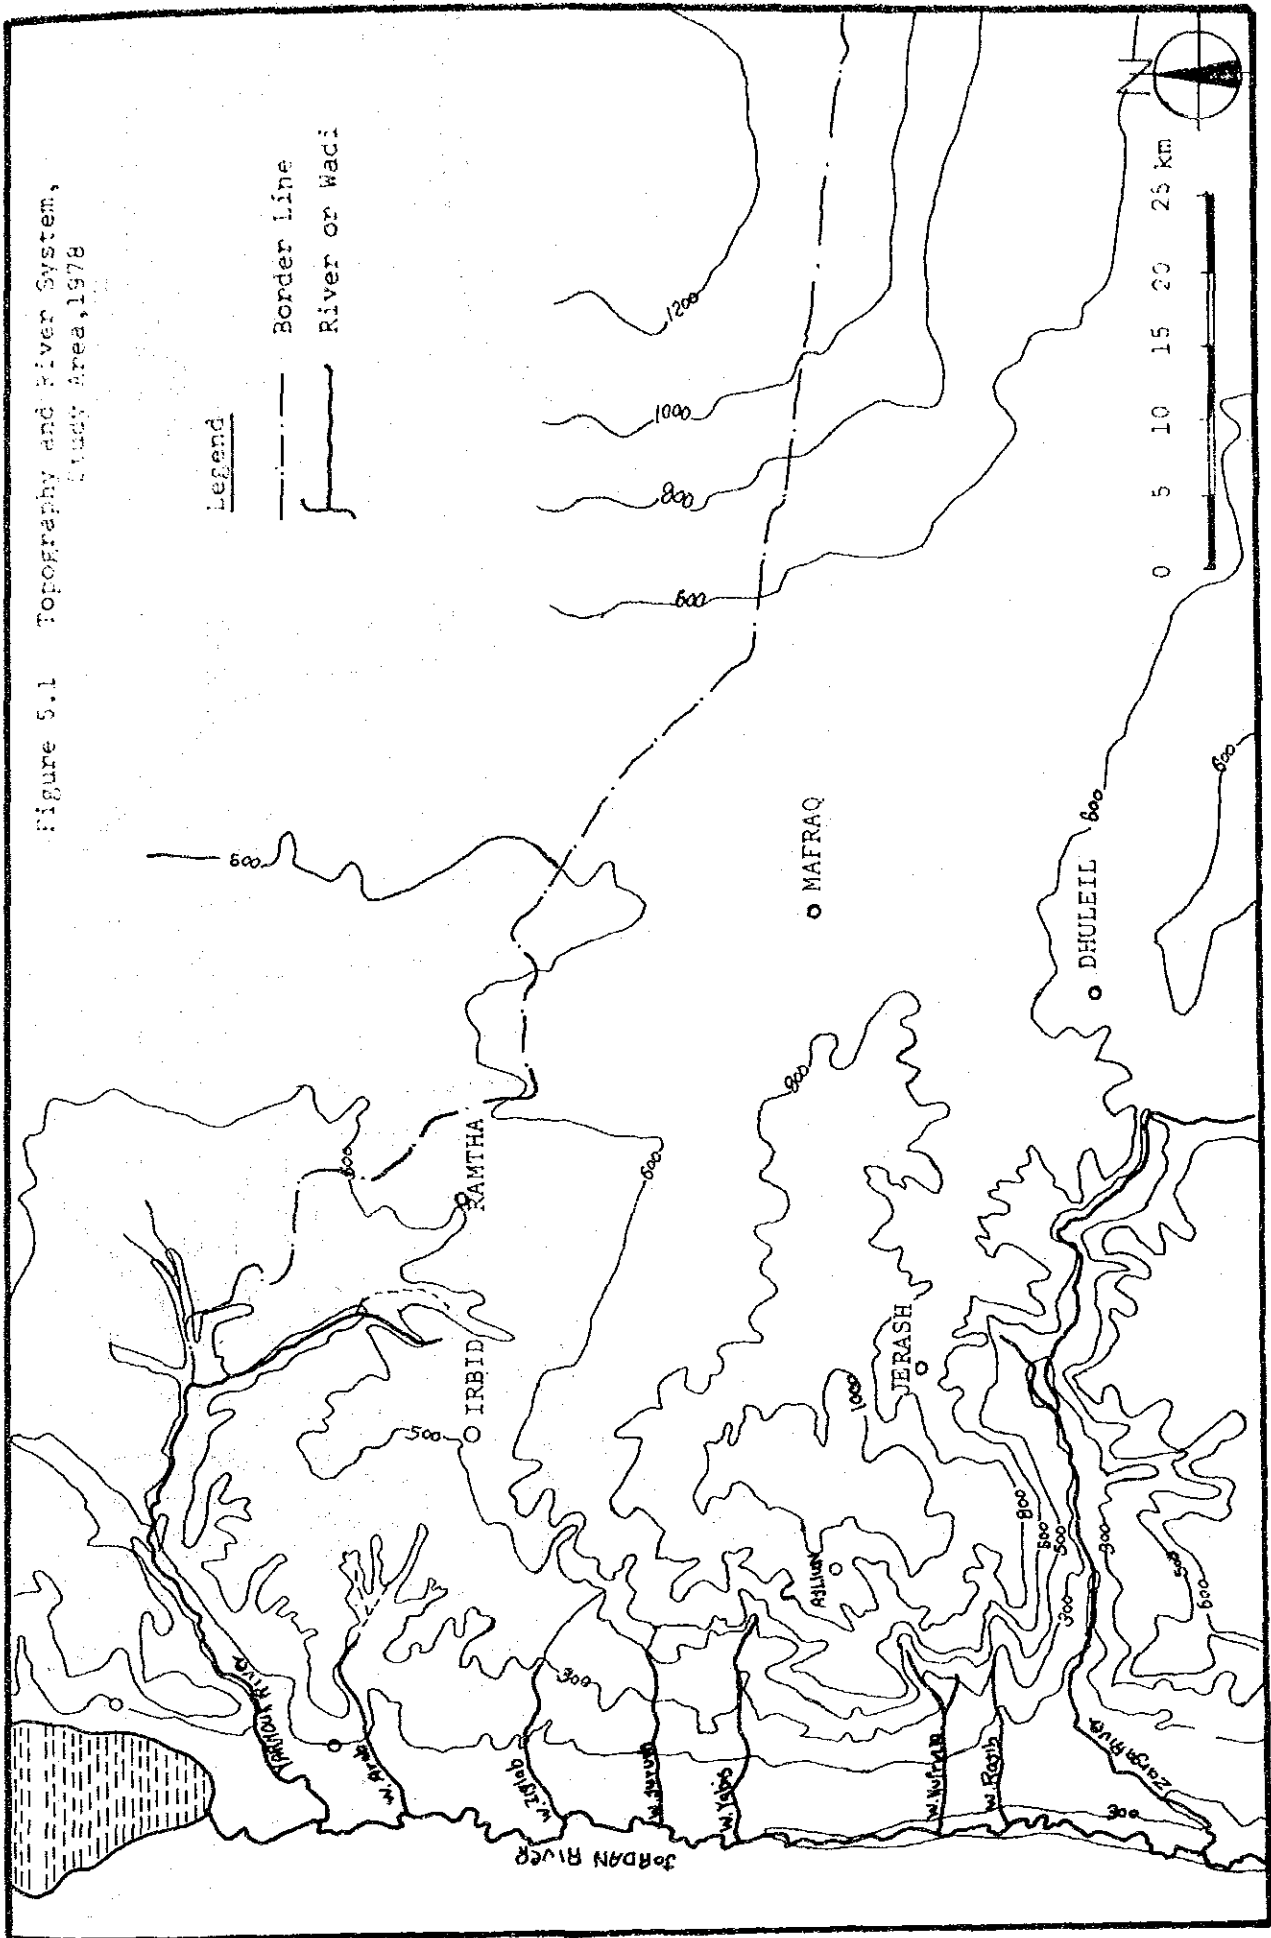 Figure 5.1 Topography and River System,
Study Area, 1978
Legend
Border Line
River or Wadi
N
0 5 10 15 20 25 km
1200
1000
800
600
600
600
600
600
600
800
500
1000
800
600
500
300
300
500
600
300
300
RAMTHA
IRBID
MAFRAQ
DHULEIL
JERASH
AJLIUN
YARMOUK River
W. Arab
W. Ziglab
W. Jurum
W. Yabis
W. Kufrinja
W. Rajib
Zarqa River
JORDAN RIVER